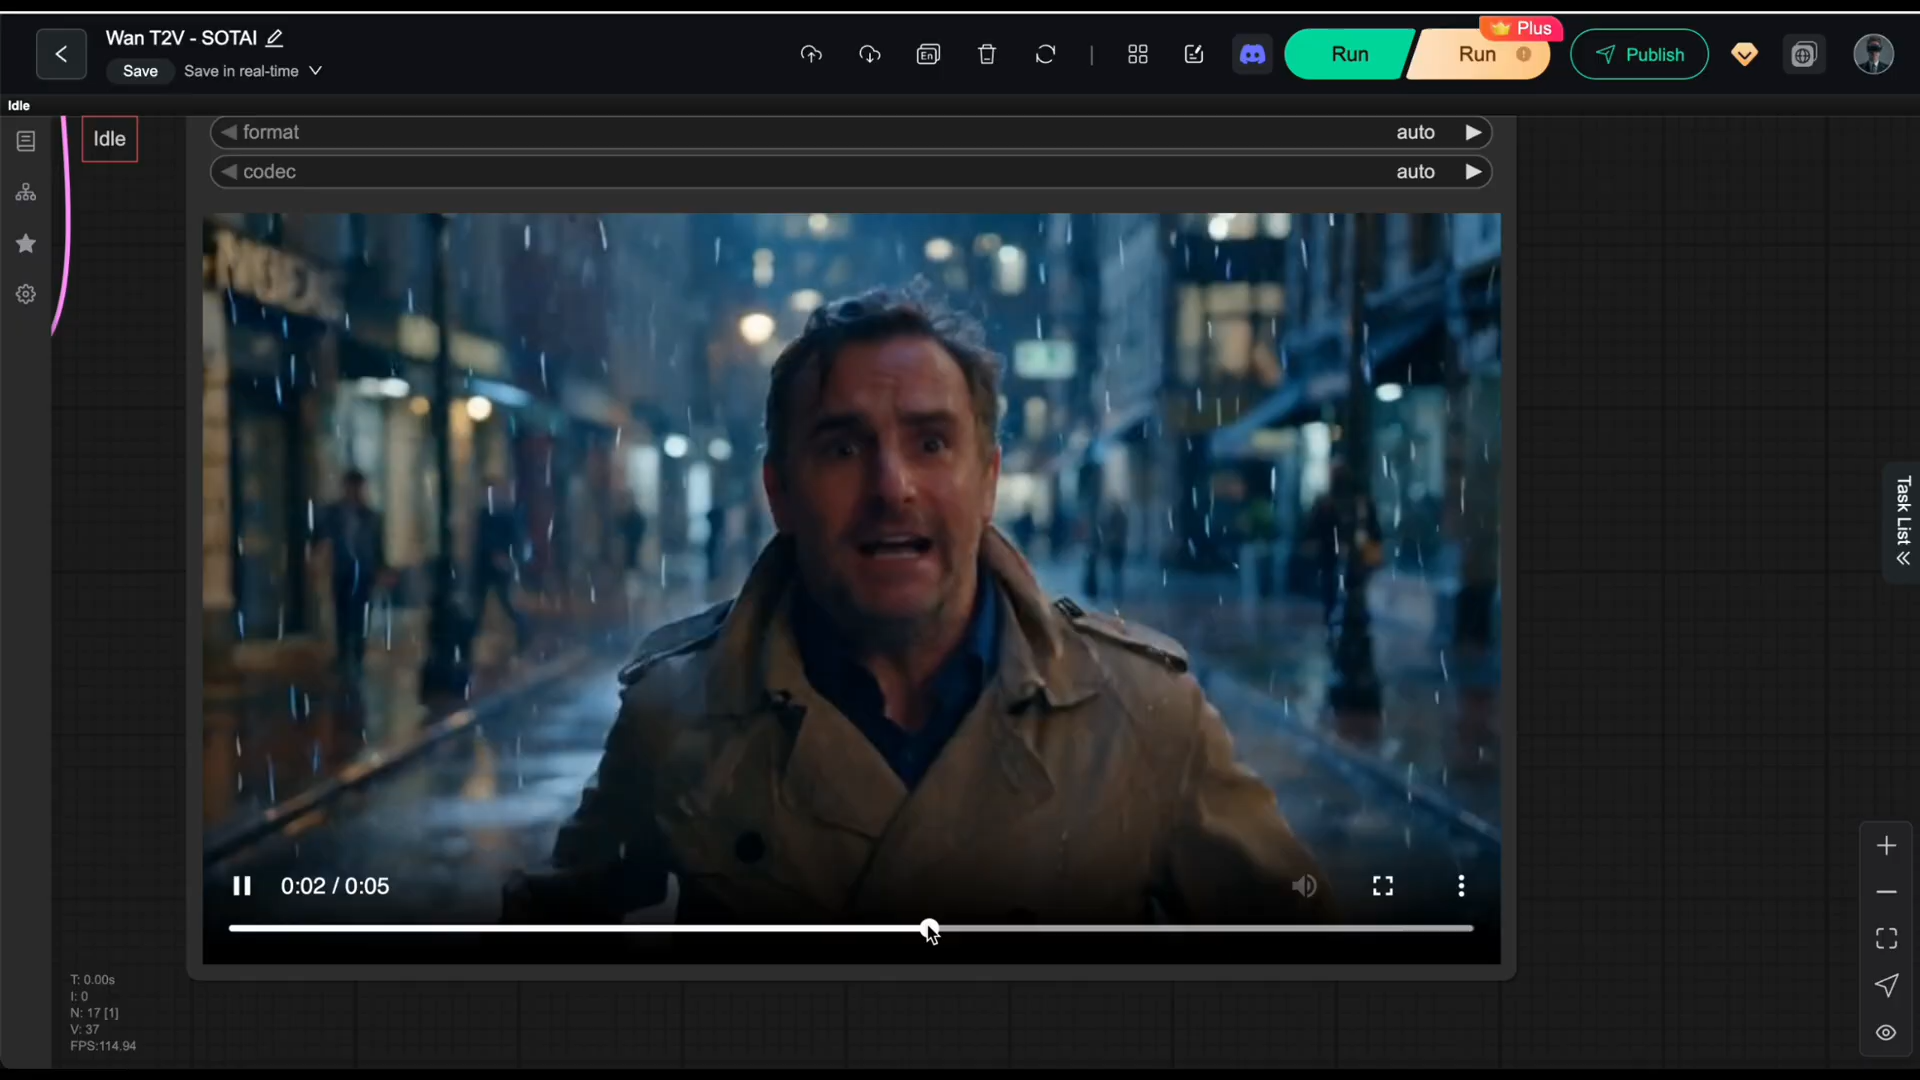 Wan T2V - SOTAI
Save
Save in real-time
En
Run
Run
Plus
Publish
Idle
Idle
format
auto
codec
auto
0:02 / 0:05
Task List
T: 0.00s
I: 0
N: 17 [1]
V: 37
FPS:114.94